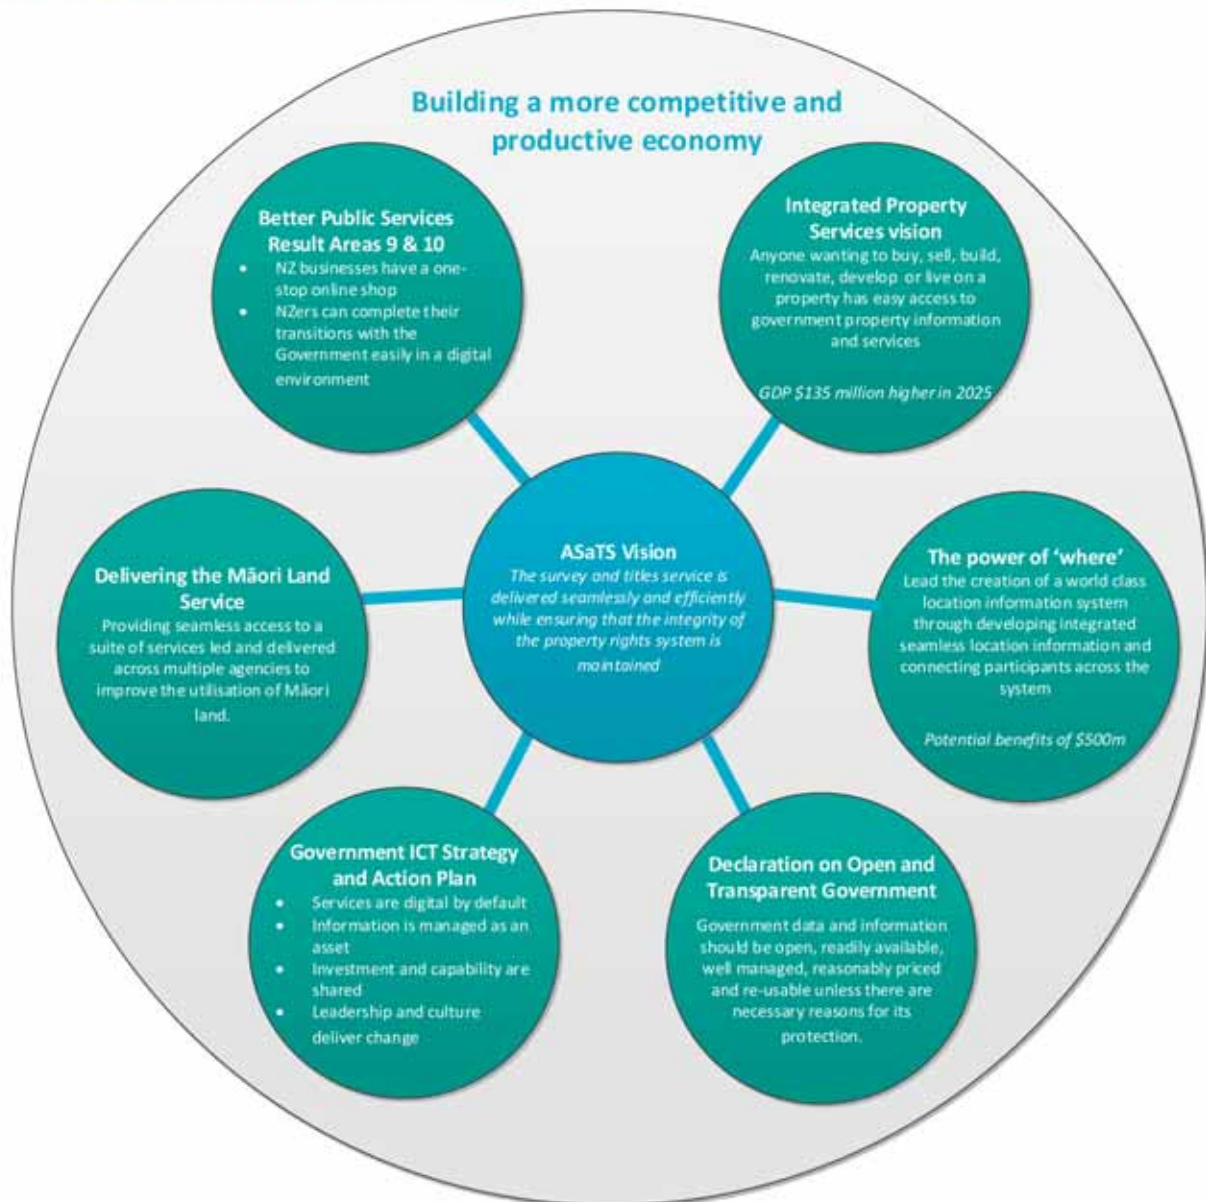 Building a more competitive and
productive economy
Better Public Services
Result Areas 9 & 10
• NZ businesses have a one-
stop online shop
• NZers can complete their
transitions with the
Government easily in a digital
environment
Integrated Property
Services vision
Anyone wanting to buy, sell, build,
renovate, develop or live on a
property has easy access to
government property information
and services
GDP $135 million higher in 2025
Delivering the Māori Land
Service
Providing seamless access to a
suite of services led and delivered
across multiple agencies to
improve the utilisation of Māori
land.
ASaTS Vision
The survey and titles service is
delivered seamlessly and efficiently
while ensuring that the integrity of
the property rights system is
maintained
The power of ‘where’
Lead the creation of a world class
location information system
through developing integrated
seamless location information and
connecting participants across the
system
Potential benefits of $500m
Government ICT Strategy
and Action Plan
• Services are digital by default
• Information is managed as an
asset
• Investment and capability are
shared
• Leadership and culture
deliver change
Declaration on Open and
Transparent Government
Government data and information
should be open, readily available,
well managed, reasonably priced
and re-usable unless there are
necessary reasons for its
protection.